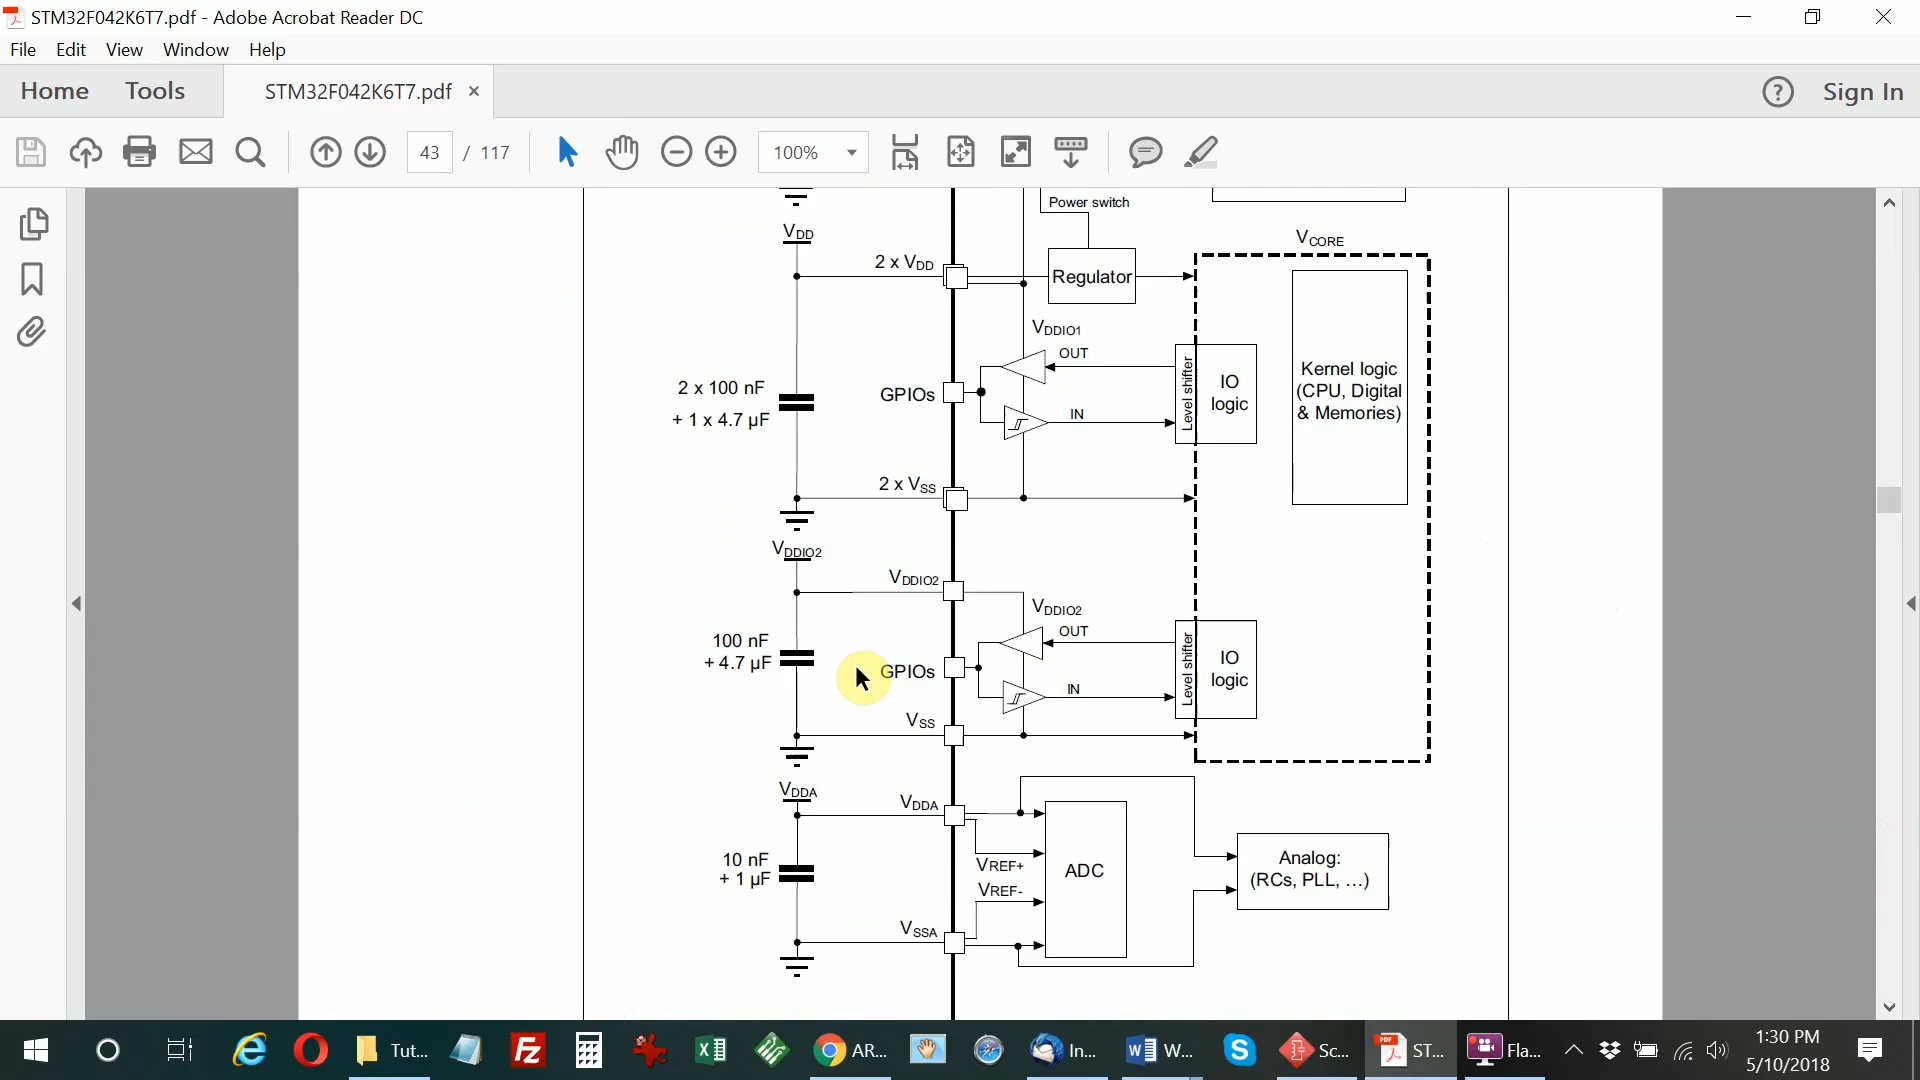 STM32F042K6T7.pdf - Adobe Acrobat Reader DC
File Edit View Window Help
Home Tools STM32F042K6T7.pdf × ? Sign In
43 / 117 100%
Power switch
VDD
VCORE
2 x VDD
Regulator
VDDIO1
OUT
2 x 100 nF
+ 1 x 4.7 µF
GPIOs
IN
Level shifter
IO
logic
Kernel logic
(CPU, Digital
& Memories)
2 x VSS
VDDIO2
VDDIO2
VDDIO2
OUT
100 nF
+ 4.7 µF
GPIOs
IN
Level shifter
IO
logic
VSS
VDDA
VDDA
10 nF
+ 1 µF
VREF+
VREF-
ADC
Analog:
(RCs, PLL, ...)
VSSA
Tut... AR... In... W... Sc... ST... Fla...
1:30 PM
5/10/2018